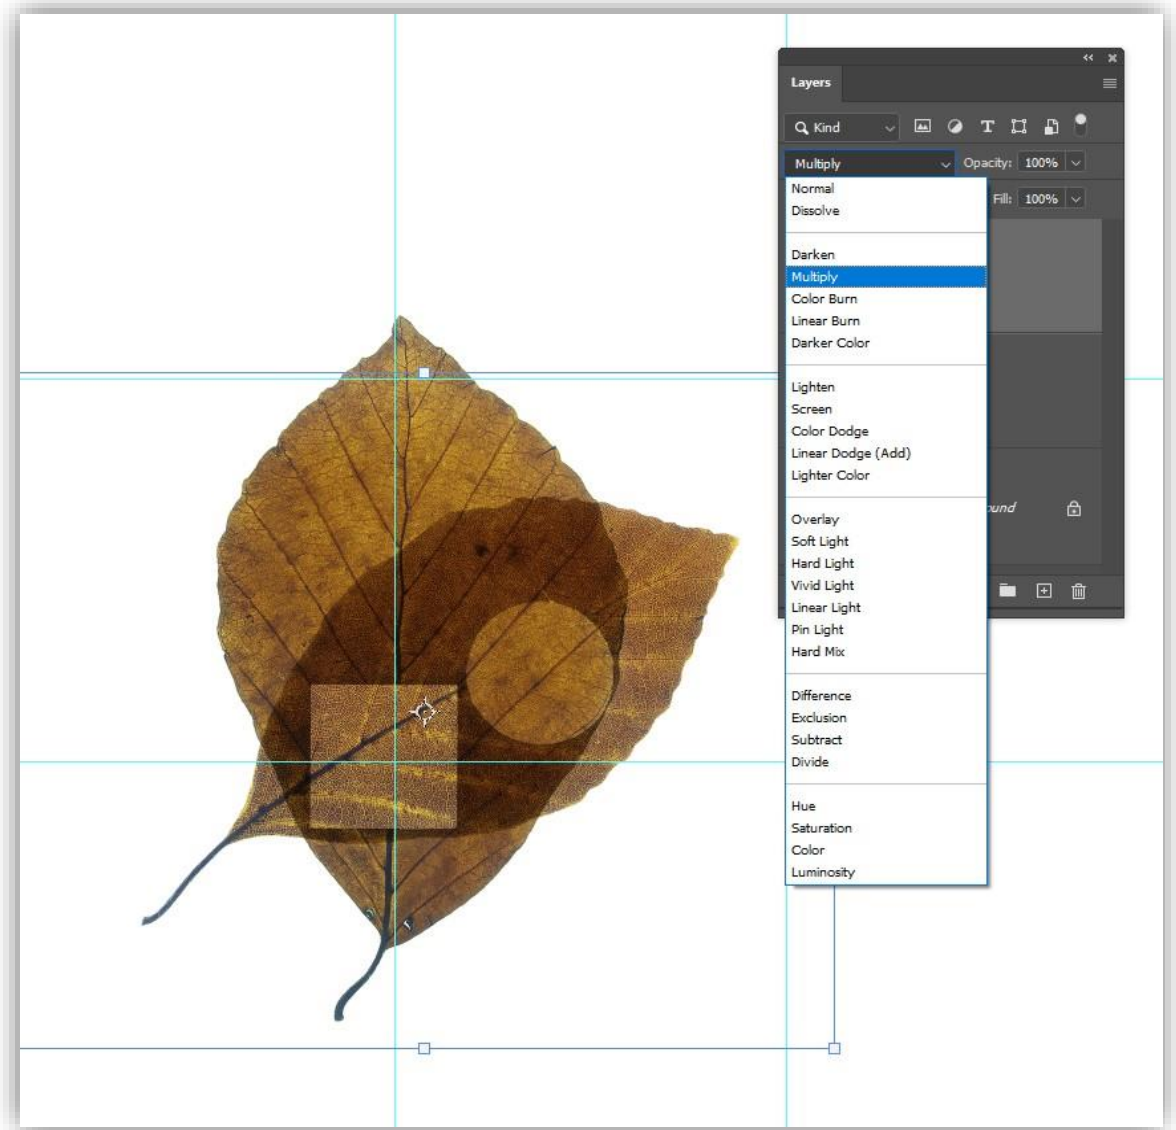 Layers
Kind
Multiply Opacity: 100%
Normal Fill: 100%
Dissolve
Darken
Multiply
Color Burn
Linear Burn
Darker Color
Lighten
Screen
Color Dodge
Linear Dodge (Add)
Lighter Color
Overlay
Soft Light
Hard Light
Vivid Light
Linear Light
Pin Light
Hard Mix
Difference
Exclusion
Subtract
Divide
Hue
Saturation
Color
Luminosity